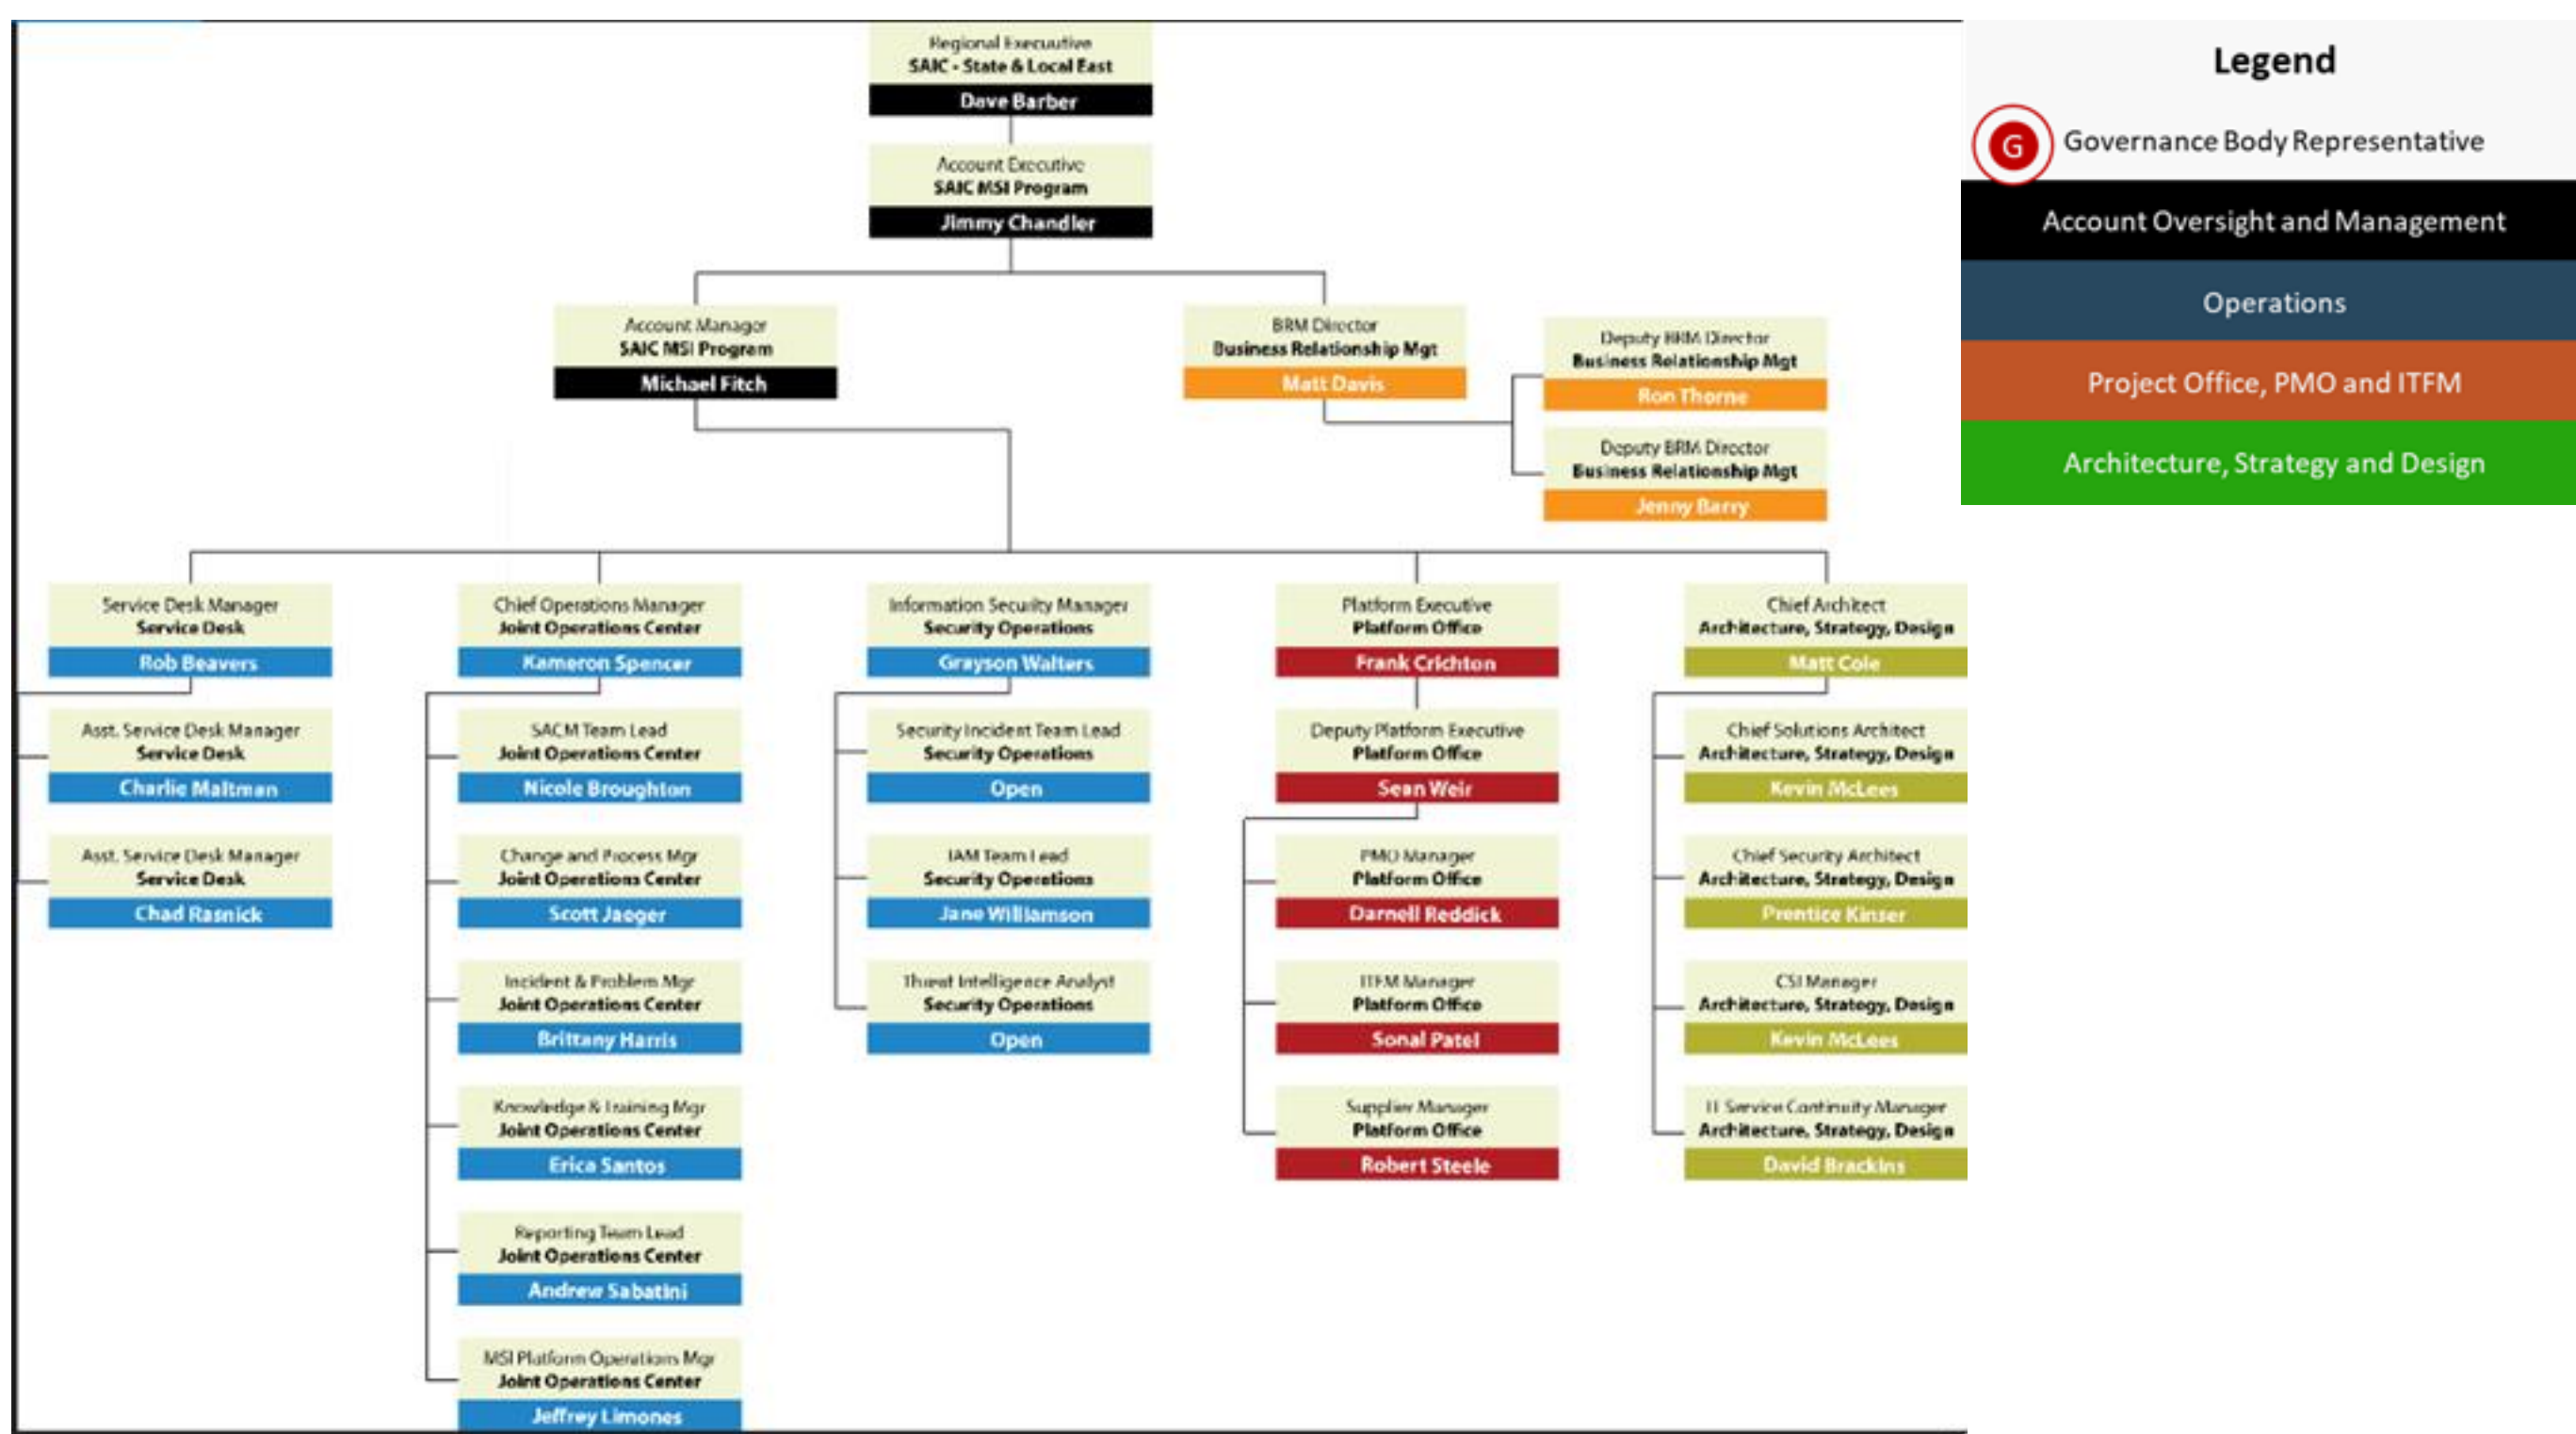 Regional Execuutive
SAIC - State & Local East
Dave Barber
Account Executive
SAIC MSI Program
Jimmy Chandler
Account Manager
SAIC MSI Program
Michael Fitch
BRM Director
Business Relationship Mgt
Matt Davis
Deputy BRM Director
Business Relationship Mgt
Ron Thorne
Deputy BRM Director
Business Relationship Mgt
Jenny Barry
Service Desk Manager
Service Desk
Rob Beavers
Asst. Service Desk Manager
Service Desk
Charlie Maltman
Asst. Service Desk Manager
Service Desk
Chad Rasnick
Chief Operations Manager
Joint Operations Center
Kameron Spencer
SACM Team Lead
Joint Operations Center
Nicole Broughton
Change and Process Mgr
Joint Operations Center
Scott Jaeger
Incident & Problem Mgr
Joint Operations Center
Brittany Harris
Knowledge & Training Mgr
Joint Operations Center
Erica Santos
Reporting Team Lead
Joint Operations Center
Andrew Sabatini
MSI Platform Operations Mgr
Joint Operations Center
Jeffrey Limones
Information Security Manager
Security Operations
Grayson Walters
Security Incident Team Lead
Security Operations
Open
IAM Team Lead
Security Operations
Jane Williamson
Threat Intelligence Analyst
Security Operations
Open
Platform Executive
Platform Office
Frank Crichton
Deputy Platform Executive
Platform Office
Sean Weir
PMO Manager
Platform Office
Darnell Reddick
ITFM Manager
Platform Office
Sonal Patel
Supplier Manager
Platform Office
Robert Steele
Chief Architect
Architecture, Strategy, Design
Matt Cole
Chief Solutions Architect
Architecture, Strategy, Design
Kevin McLees
Chief Security Architect
Architecture, Strategy, Design
Prentice Kinser
CSI Manager
Architecture, Strategy, Design
Kevin McLees
IT Service Continuity Manager
Architecture, Strategy, Design
David Brackins
Legend
G Governance Body Representative
Account Oversight and Management
Operations
Project Office, PMO and ITFM
Architecture, Strategy and Design